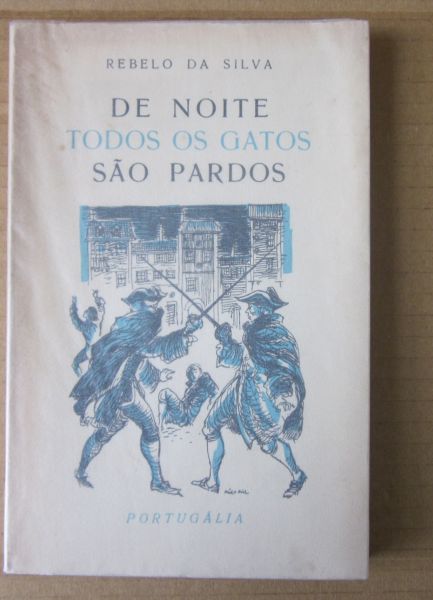 REBELO DA SILVA
DE NOITE
TODOS OS GATOS
SÃO PARDOS
PORTUGÁLIA